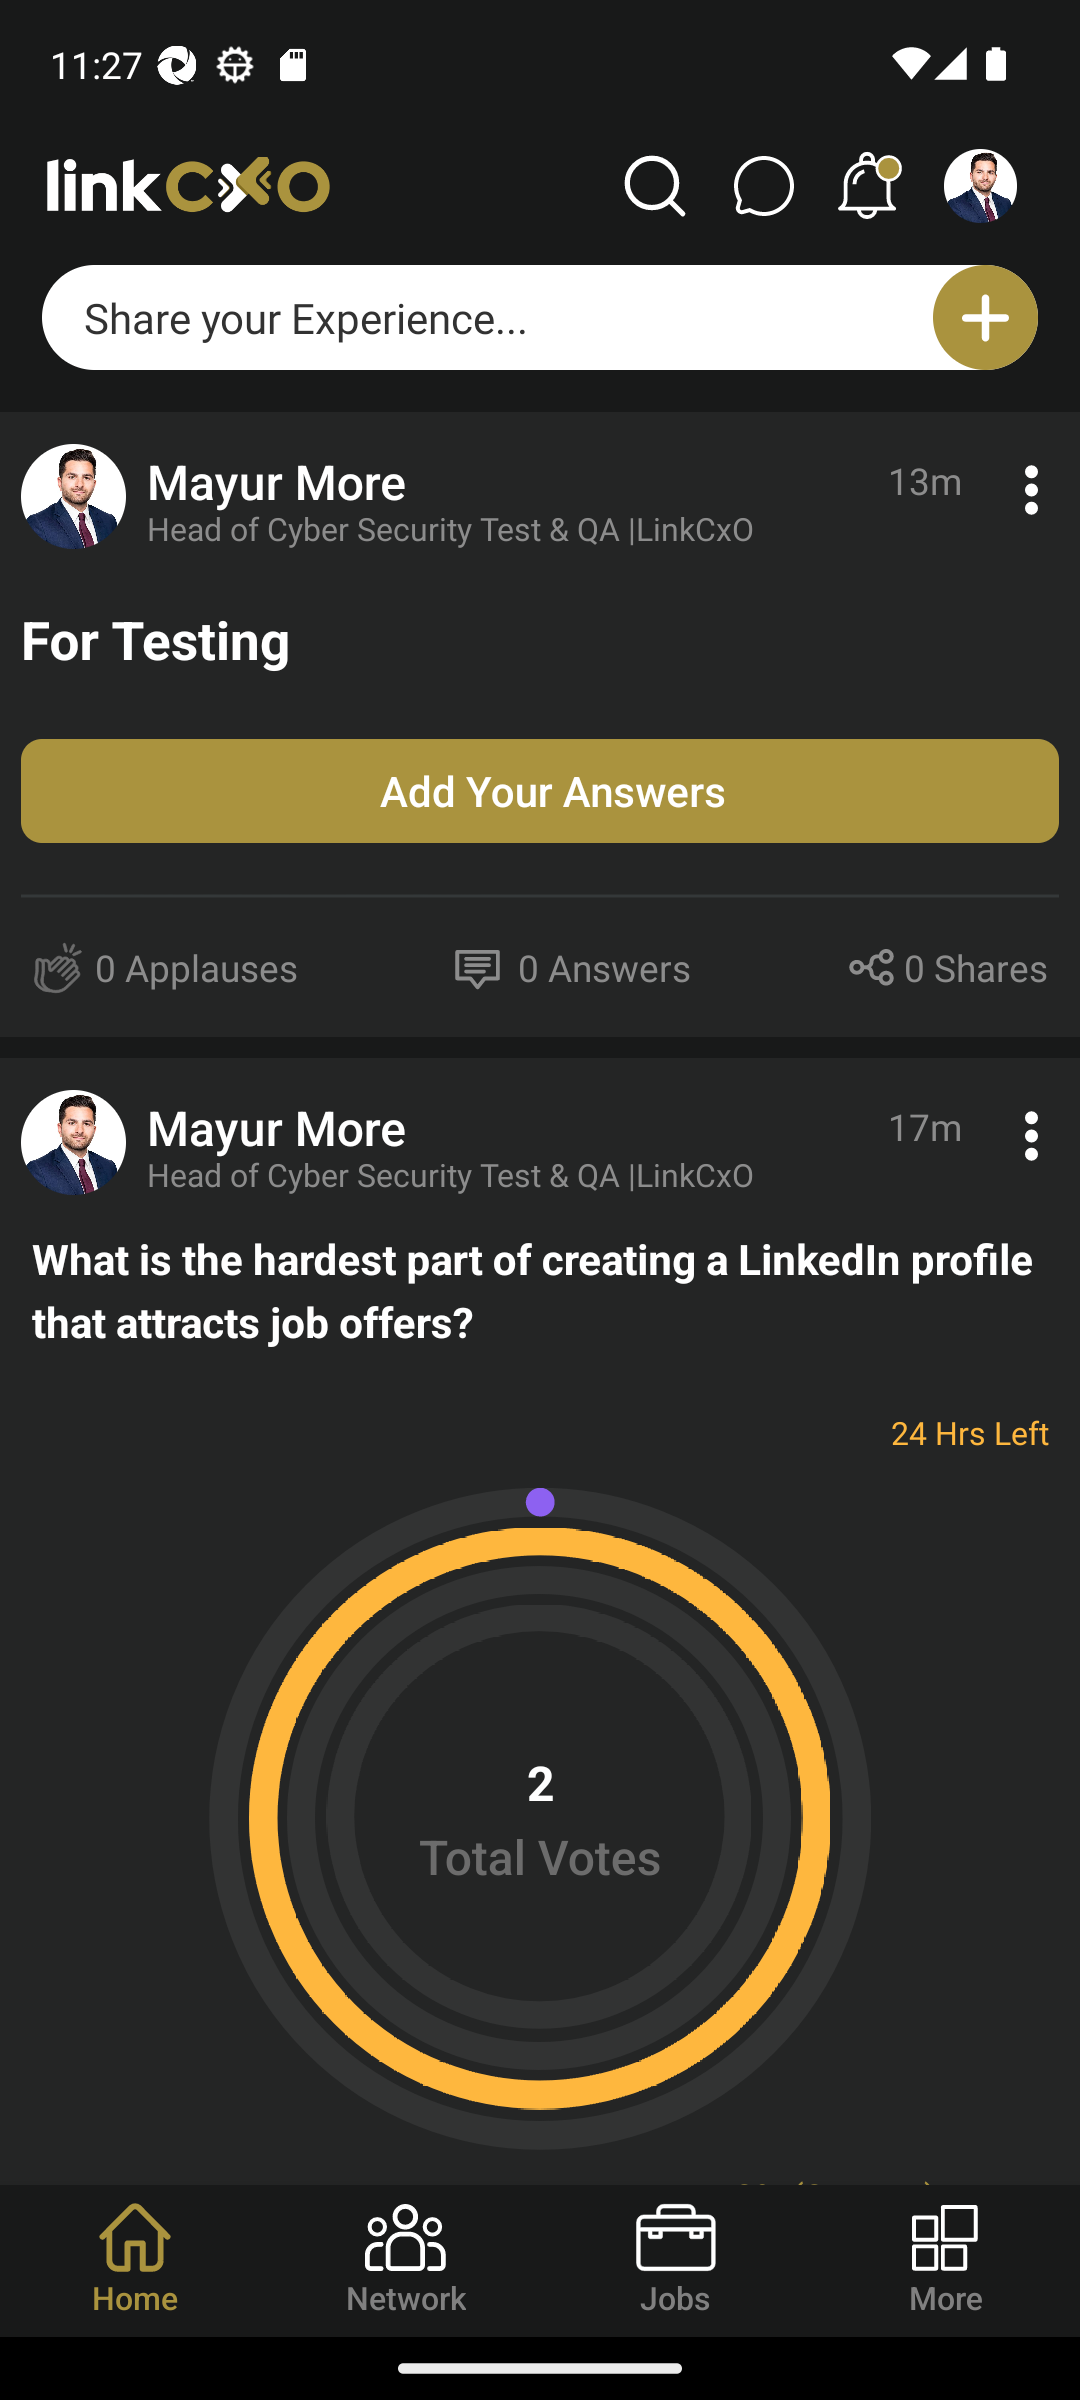 11:27
linkCXO
Share your Experience...
Mayur More
13m
Head of Cyber Security Test & QA |LinkCxO
For Testing
Add Your Answers
0 Applauses
0 Answers
0 Shares
Mayur More
17m
Head of Cyber Security Test & QA |LinkCxO
What is the hardest part of creating a LinkedIn profile
that attracts job offers?
24 Hrs Left
2
Total Votes
Home
Network
Jobs
More